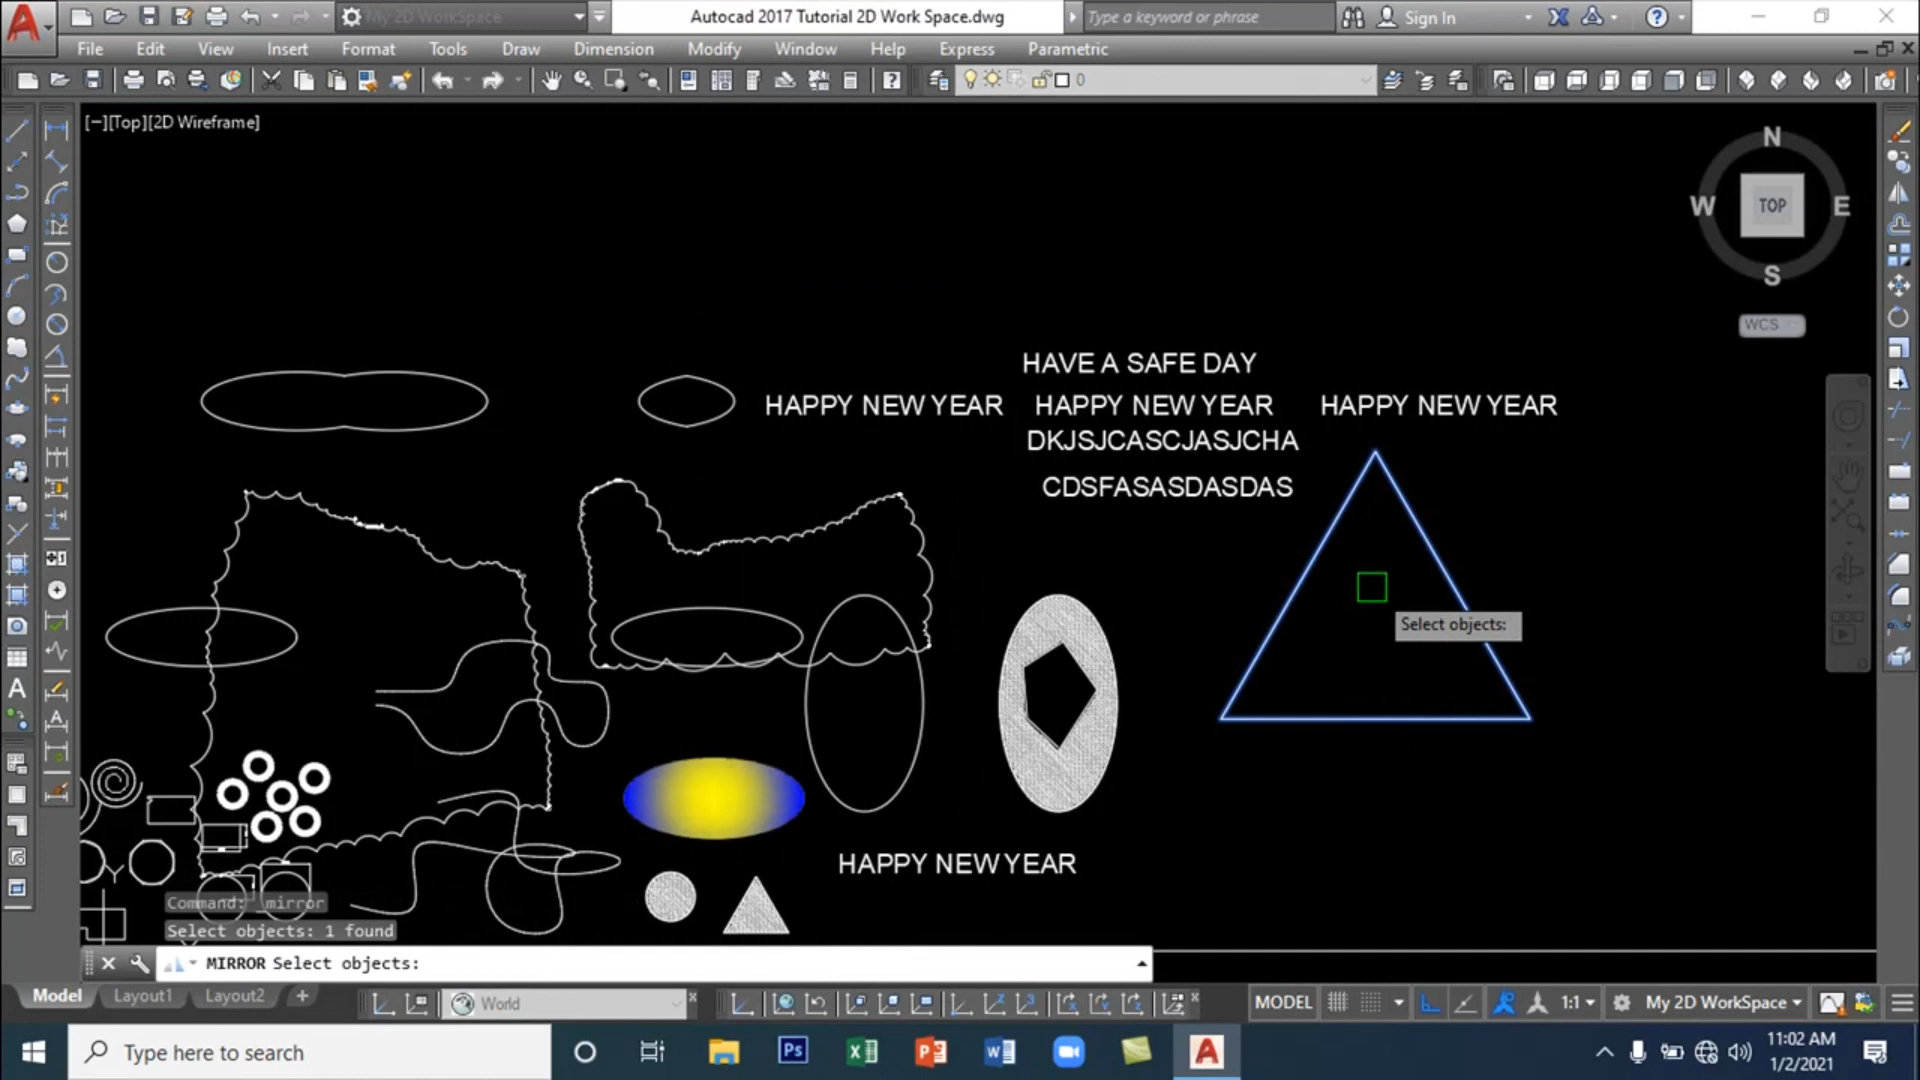 My 2D WorkSpace
Autocad 2017 Tutorial 2D Work Space.dwg
Type a keyword or phrase
Sign In
File Edit View Insert Format Tools Draw Dimension Modify Window Help Express Parametric
0
[−][Top][2D Wireframe]
N
W TOP E
S
WCS
HAVE A SAFE DAY
HAPPY NEW YEAR HAPPY NEW YEAR HAPPY NEW YEAR
DKJSJCASCJASJCHA
CDSFASASDASDAS
Select objects:
HAPPY NEW YEAR
Command: _mirror
Select objects: 1 found
MIRROR Select objects:
Model Layout1 Layout2 +
World
MODEL 1:1 My 2D WorkSpace
Type here to search
11:02 AM
1/2/2021